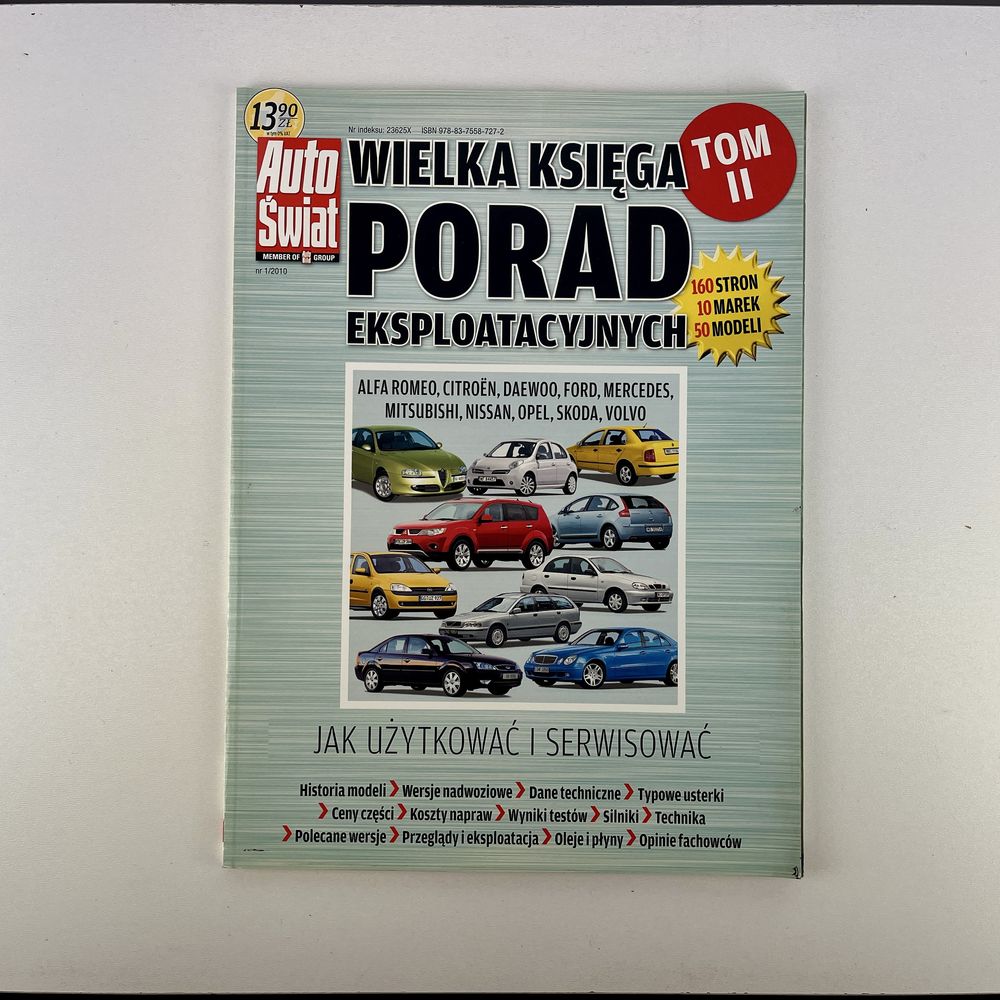 13 90 ZŁ
w tym 0% VAT
Nr indeksu: 23625X ISBN 978-83-7558-727-2
Auto
Świat
MEMBER OF GROUP
nr 1/2010
WIELKA KSIĘGA
PORAD
EKSPLOATACYJNYCH
TOM
II
160 STRON
10 MAREK
50 MODELI
ALFA ROMEO, CITROËN, DAEWOO, FORD, MERCEDES,
MITSUBISHI, NISSAN, OPEL, SKODA, VOLVO
JAK UŻYTKOWAĆ I SERWISOWAĆ
Historia modeli > Wersje nadwoziowe > Dane techniczne > Typowe usterki
> Ceny części > Koszty napraw > Wyniki testów > Silniki > Technika
> Polecane wersje > Przeglądy i eksploatacja > Oleje i płyny > Opinie fachowców